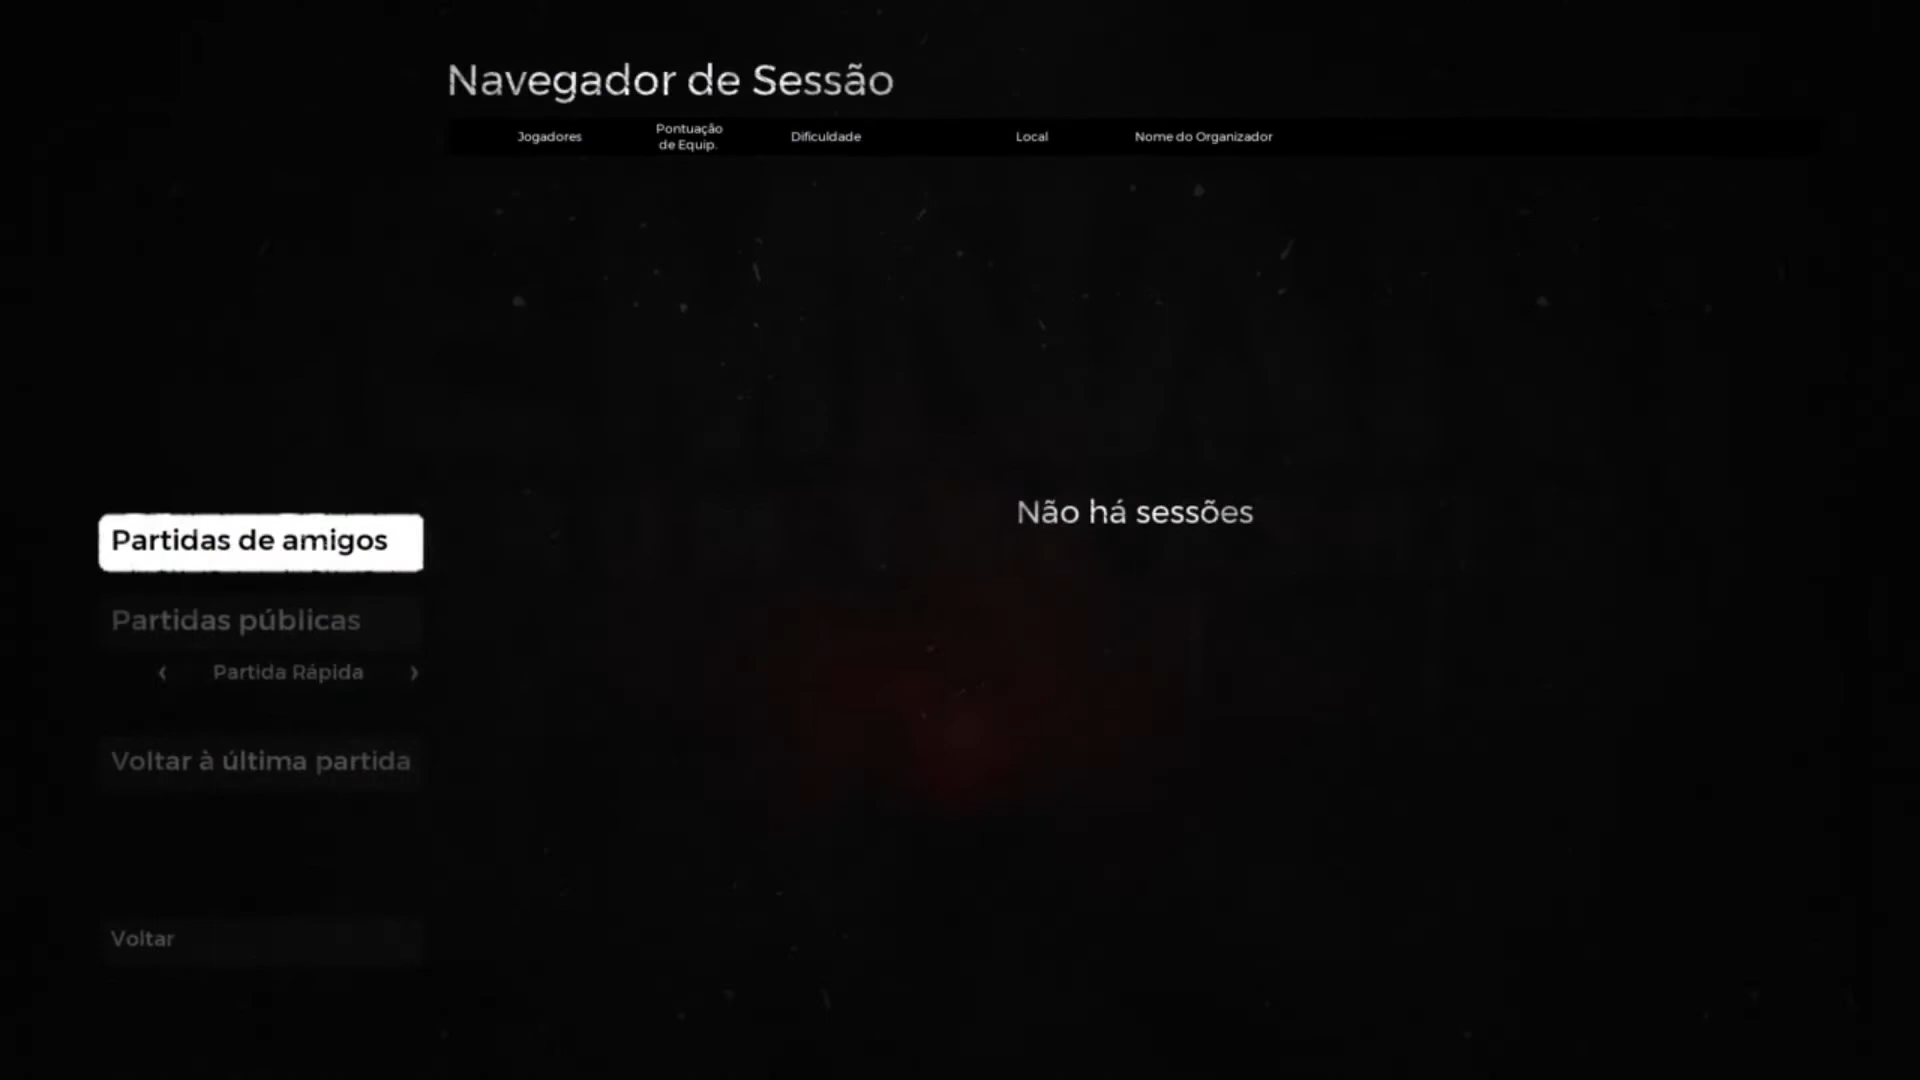 Navegador de Sessão
Jogadores
Pontuação
de Equip.
Dificuldade
Local
Nome do Organizador
Não há sessões
Partidas de amigos
Partidas públicas
‹ Partida Rápida ›
Voltar à última partida
Voltar